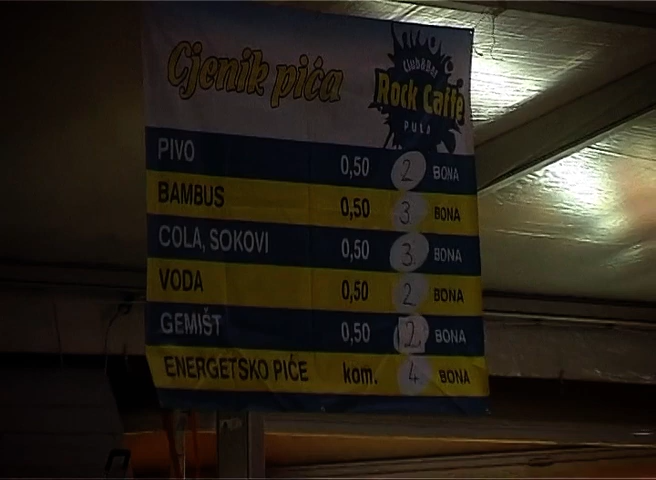 Cjenik pića
Club&Bar
Rock Caffe
PULA
PIVO 0,50 2 BONA
BAMBUS 0,50 3 BONA
COLA, SOKOVI 0,50 3 BONA
VODA 0,50 2 BONA
GEMIŠT 0,50 2 BONA
ENERGETSKO PIĆE kom. 4 BONA